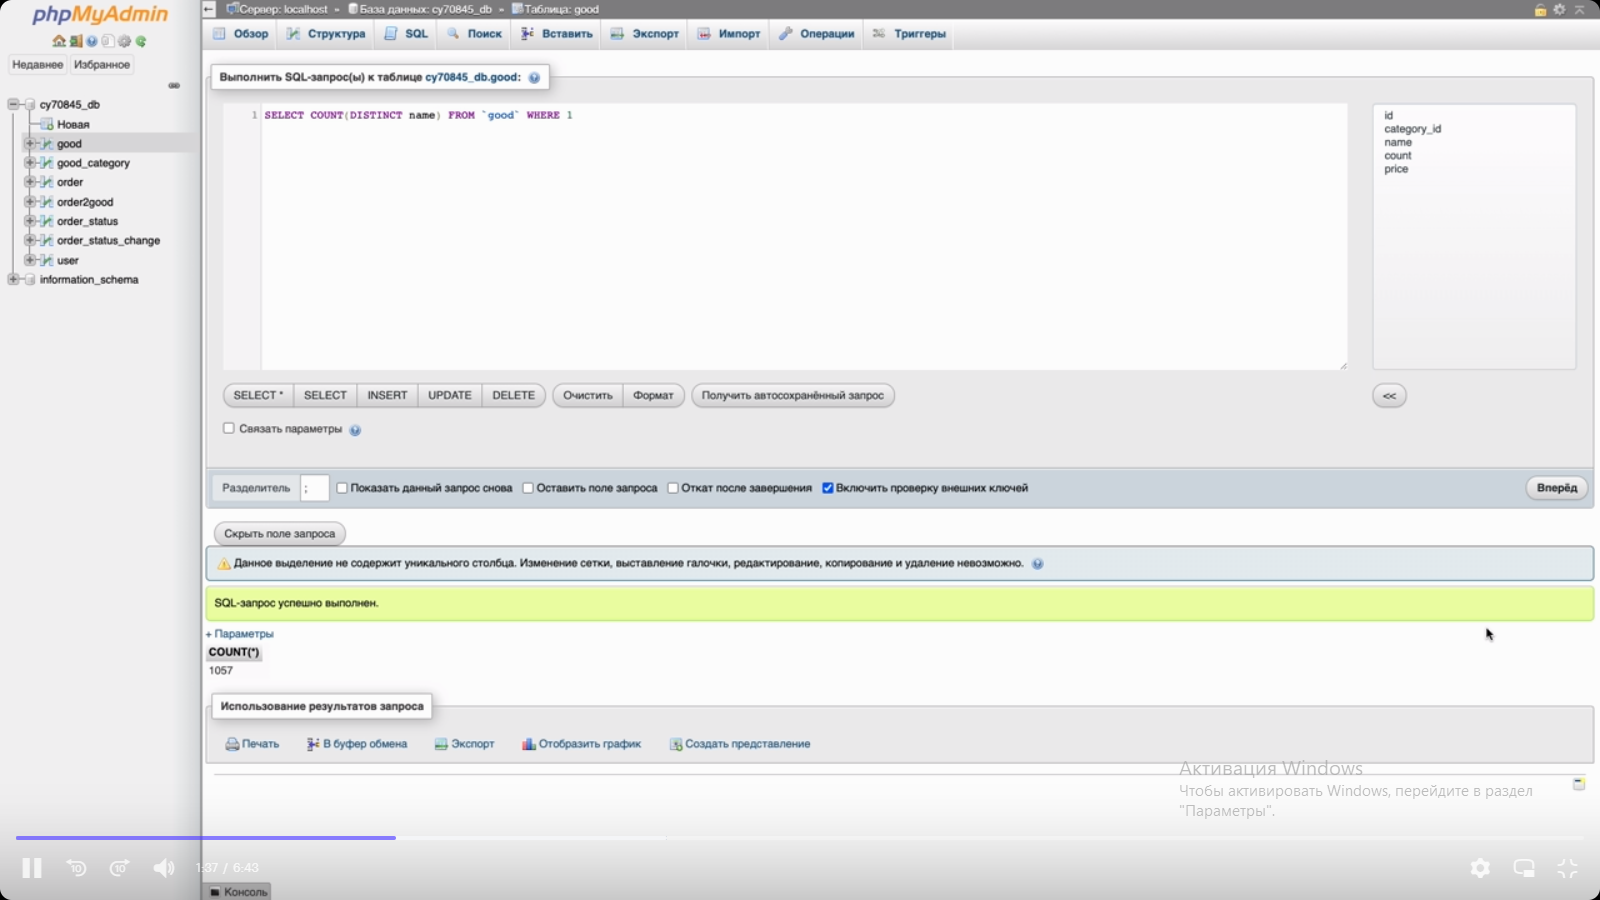 phpMyAdmin
Недавнее Избранное
cy70845_db
Новая
good
good_category
order
order2good
order_status
order_status_change
user
information_schema
Сервер: localhost » База данных: cy70845_db » Таблица: good
Обзор Структура SQL Поиск Вставить Экспорт Импорт Операции Триггеры
Выполнить SQL-запрос(ы) к таблице cy70845_db.good:
1 SELECT COUNT(DISTINCT name) FROM `good` WHERE 1
id
category_id
name
count
price
SELECT * SELECT INSERT UPDATE DELETE Очистить Формат Получить автосохранённый запрос <<
Связать параметры
Разделитель ; Показать данный запрос снова Оставить поле запроса Откат после завершения Включить проверку внешних ключей Вперёд
Скрыть поле запроса
Данное выделение не содержит уникального столбца. Изменение сетки, выставление галочки, редактирование, копирование и удаление невозможно.
SQL-запрос успешно выполнен.
+ Параметры
COUNT(*)
1057
Использование результатов запроса
Печать В буфер обмена Экспорт Отобразить график Создать представление
Активация Windows
Чтобы активировать Windows, перейдите в раздел
"Параметры".
10 10 1:37 / 6:43
Консоль